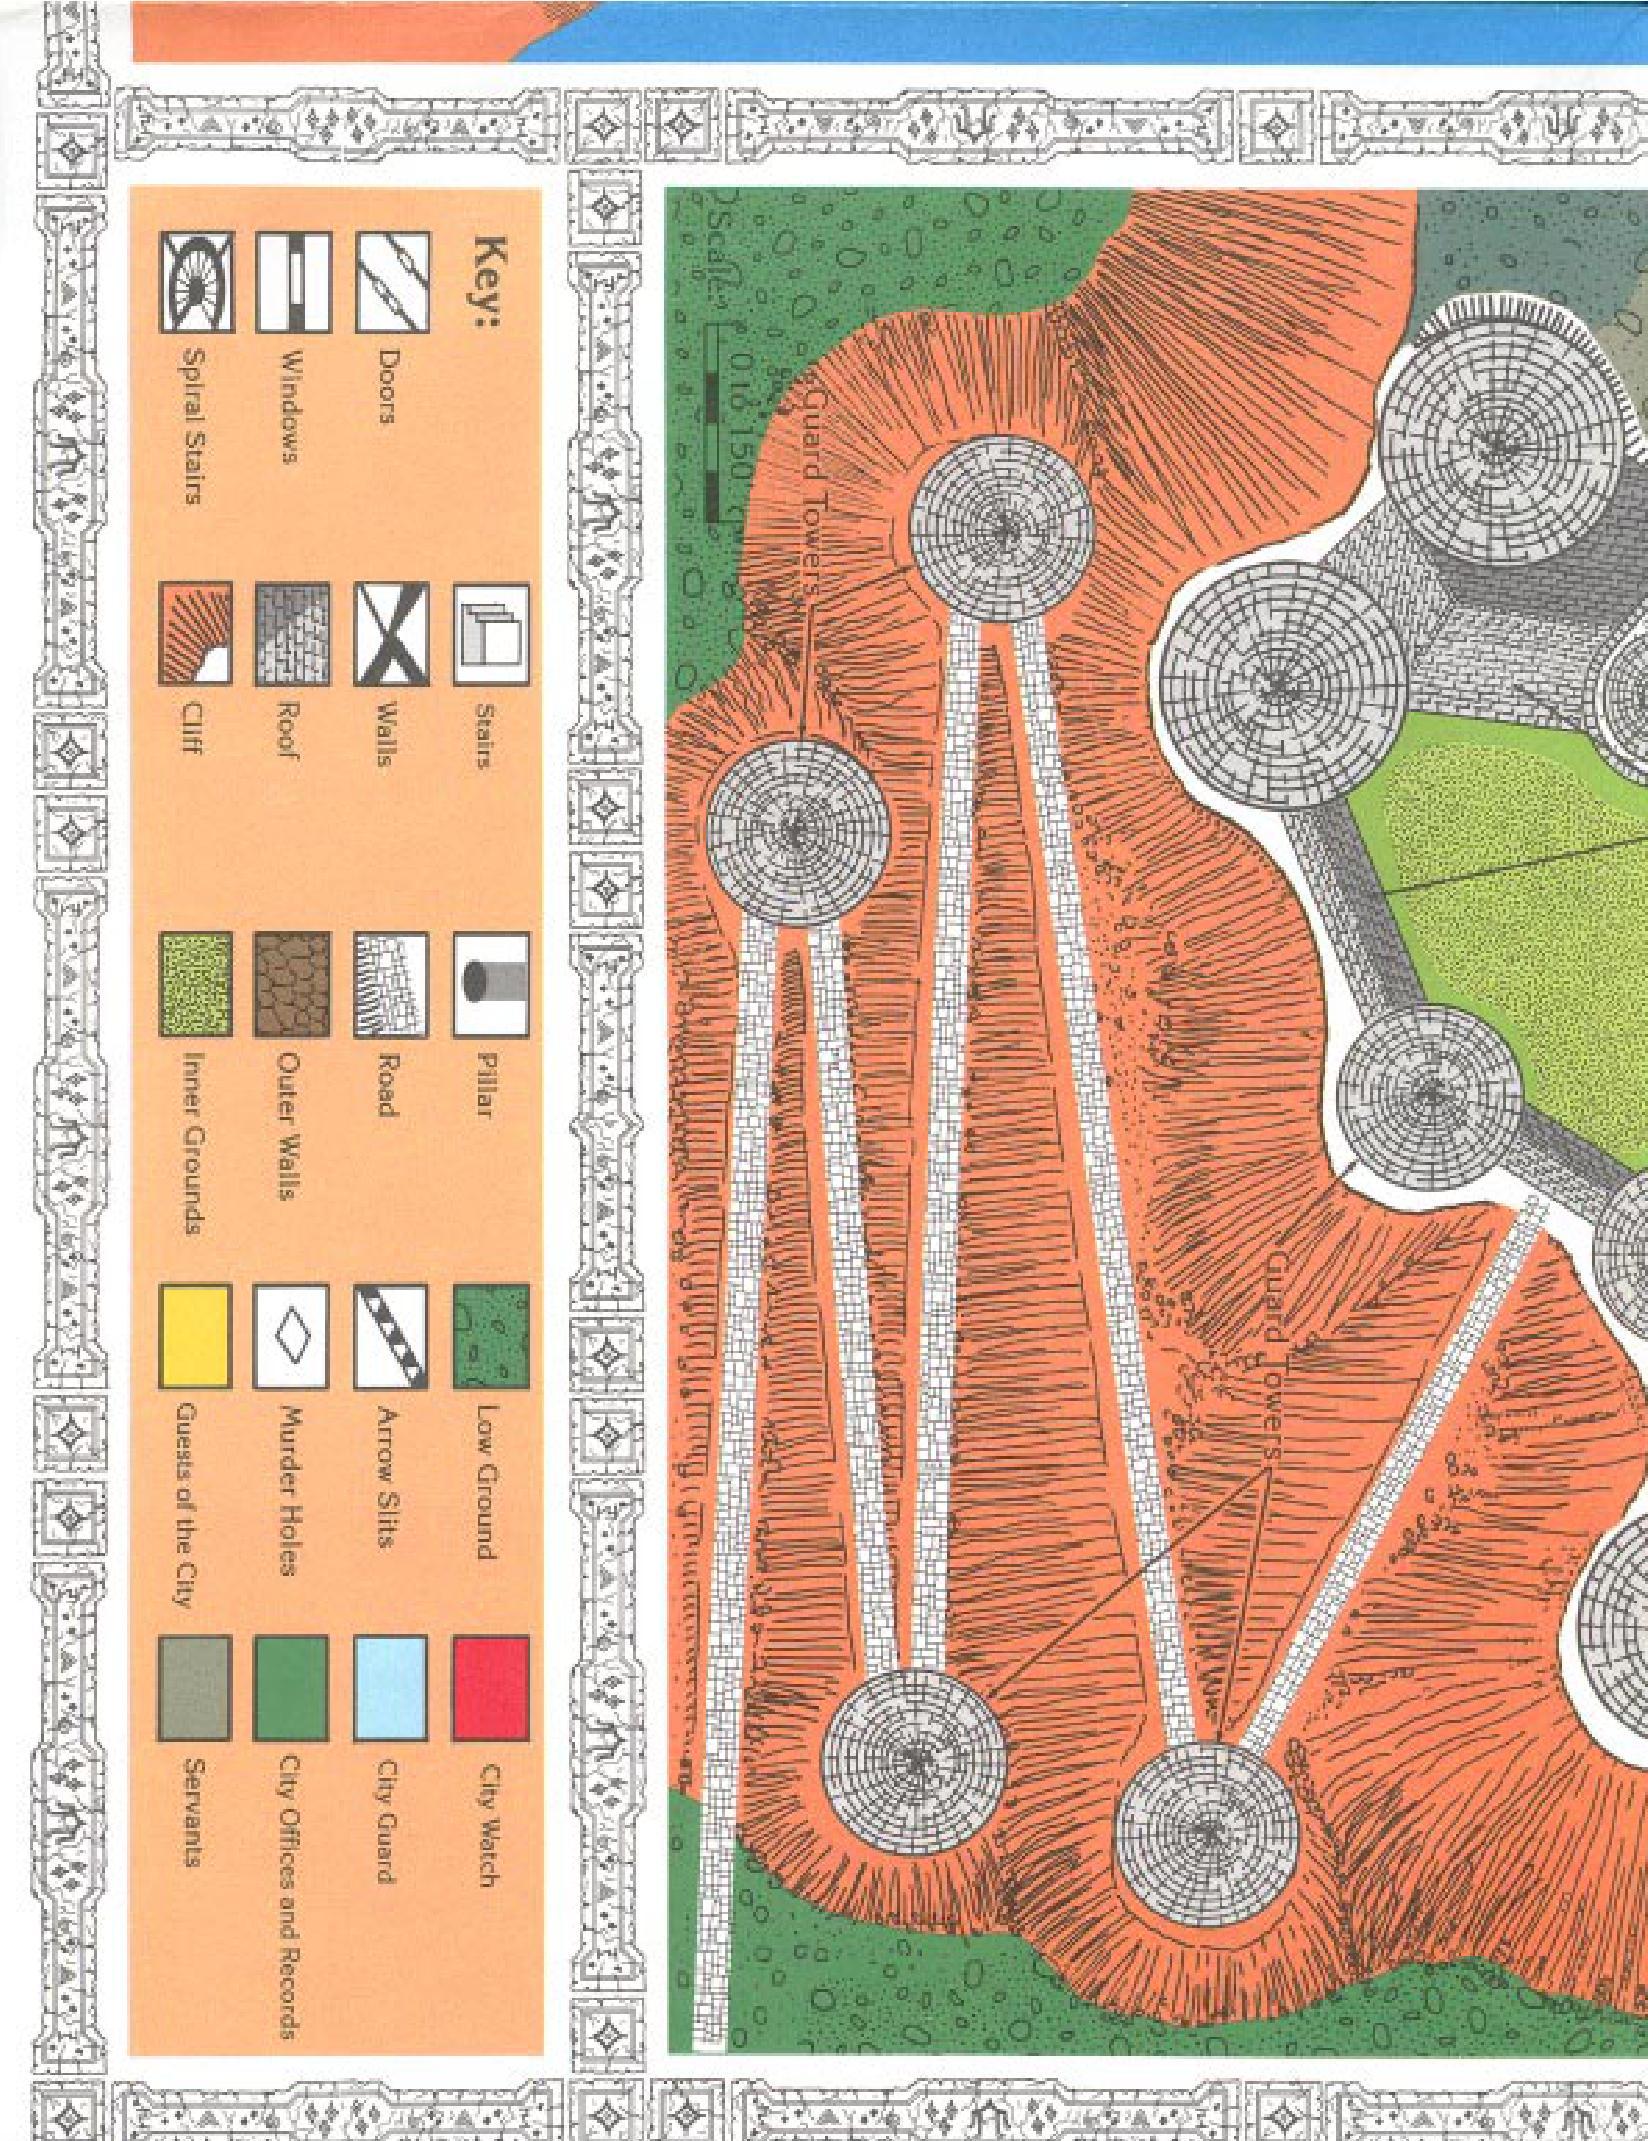 Key:
Doors
Windows
Spiral Stairs
Stairs
Walls
Roof
Cliff
Pillar
Road
Outer Walls
Inner Grounds
Low Ground
Arrow Slits
Murder Holes
Guests of the City
City Watch
City Guard
City Offices and Records
Servants
Guard Towers
Guard Towers
Scale: